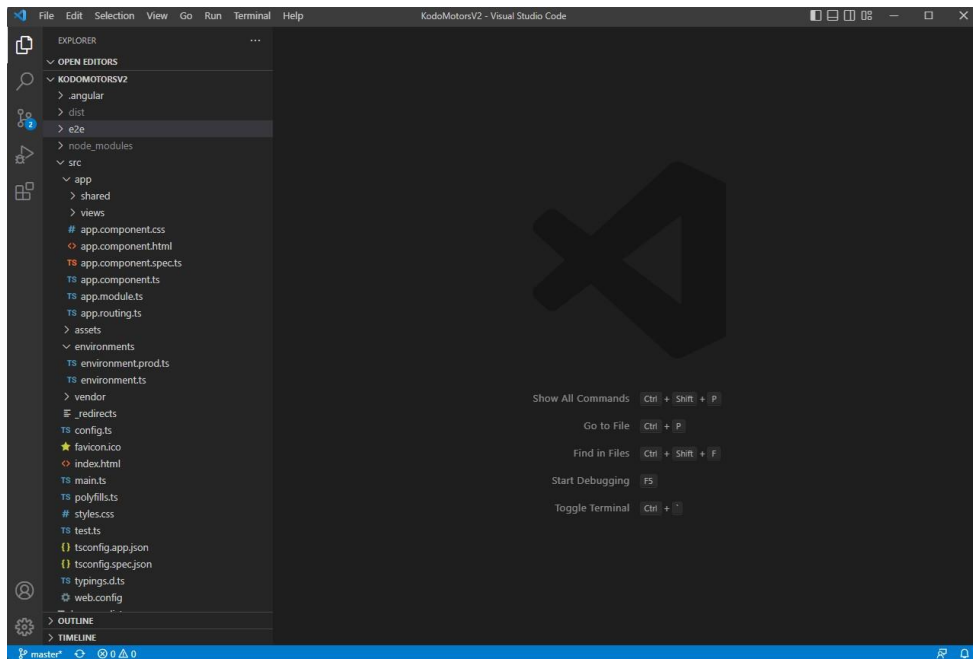 File Edit Selection View Go Run Terminal Help
KodoMotorsV2 - Visual Studio Code
EXPLORER
OPEN EDITORS
KODOMOTORSV2
.angular
dist
e2e
node_modules
src
app
shared
views
# app.component.css
<> app.component.html
TS app.component.spec.ts
TS app.component.ts
TS app.module.ts
TS app.routing.ts
assets
environments
TS environment.prod.ts
TS environment.ts
vendor
_redirects
TS config.ts
favicon.ico
<> index.html
TS main.ts
TS polyfills.ts
# styles.css
TS test.ts
{} tsconfig.app.json
{} tsconfig.spec.json
TS typings.d.ts
web.config
OUTLINE
TIMELINE
2
Show All Commands Ctrl + Shift + P
Go to File Ctrl + P
Find in Files Ctrl + Shift + F
Start Debugging F5
Toggle Terminal Ctrl + `
master* 0 0